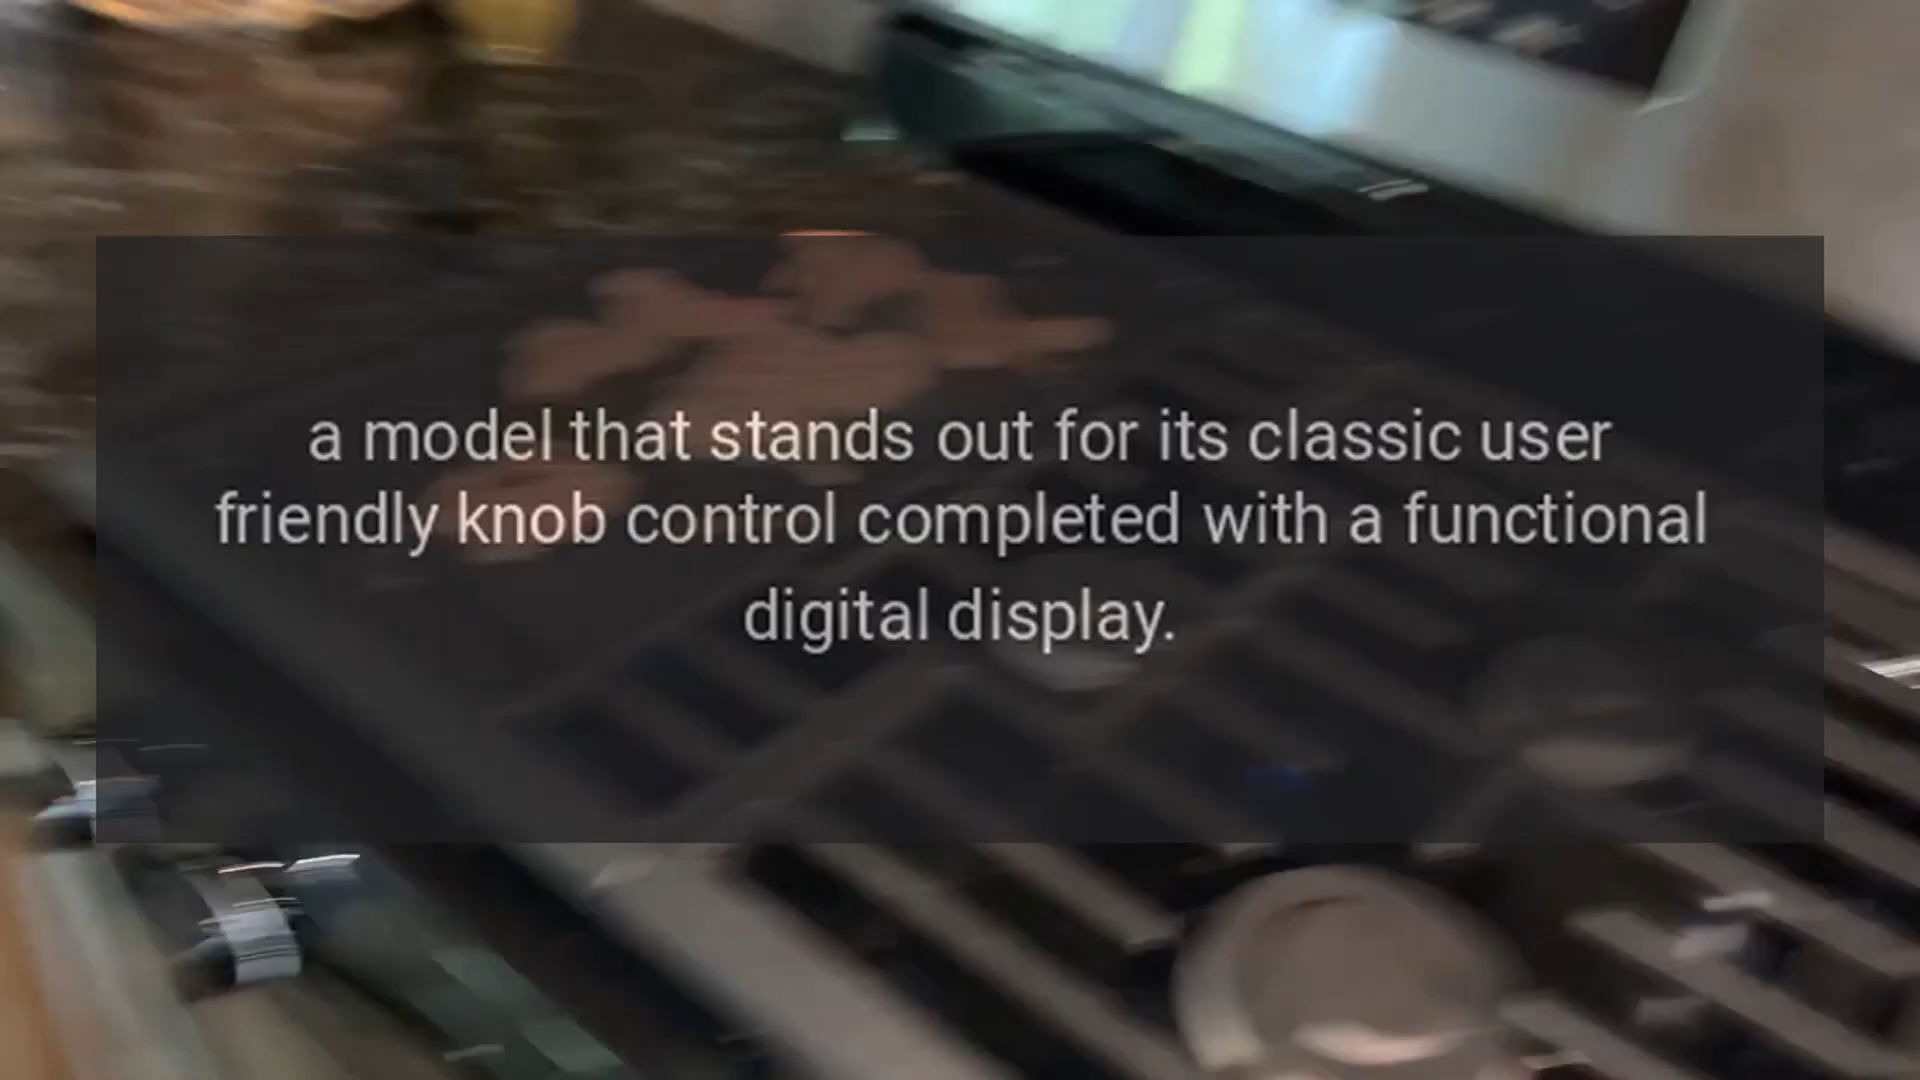 a model that stands out for its classic user
friendly knob control completed with a functional
digital display.